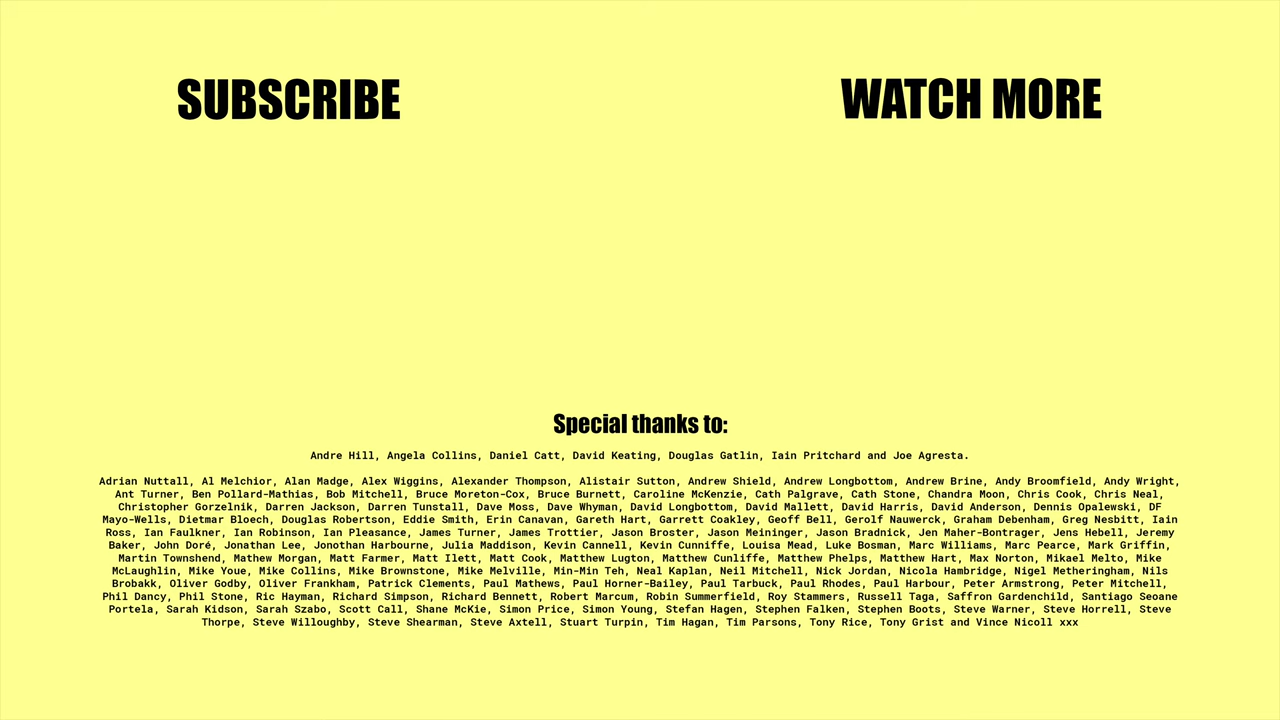 SUBSCRIBE
WATCH MORE
Special thanks to:
Andre Hill, Angela Collins, Daniel Catt, David Keating, Douglas Gatlin, Iain Pritchard and Joe Agresta.
Adrian Nuttall, Al Melchior, Alan Madge, Alex Wiggins, Alexander Thompson, Alistair Sutton, Andrew Shield, Andrew Longbottom, Andrew Brine, Andy Broomfield, Andy Wright,
Ant Turner, Ben Pollard-Mathias, Bob Mitchell, Bruce Moreton-Cox, Bruce Burnett, Caroline McKenzie, Cath Palgrave, Cath Stone, Chandra Moon, Chris Cook, Chris Neal,
Christopher Gorzelnik, Darren Jackson, Darren Tunstall, Dave Moss, Dave Whyman, David Longbottom, David Mallett, David Harris, David Anderson, Dennis Opalewski, DF
Mayo-Wells, Dietmar Bloech, Douglas Robertson, Eddie Smith, Erin Canavan, Gareth Hart, Garrett Coakley, Geoff Bell, Gerolf Nauwerck, Graham Debenham, Greg Nesbitt, Iain
Ross, Ian Faulkner, Ian Robinson, Ian Pleasance, James Turner, James Trottier, Jason Broster, Jason Meininger, Jason Bradnick, Jen Maher-Bontrager, Jens Hebell, Jeremy
Baker, John Doré, Jonathan Lee, Jonothan Harbourne, Julia Maddison, Kevin Cannell, Kevin Cunniffe, Louisa Mead, Luke Bosman, Marc Williams, Marc Pearce, Mark Griffin,
Martin Townshend, Mathew Morgan, Matt Farmer, Matt Ilett, Matt Cook, Matthew Lugton, Matthew Cunliffe, Matthew Phelps, Matthew Hart, Max Norton, Mikael Melto, Mike
McLaughlin, Mike Youe, Mike Collins, Mike Brownstone, Mike Melville, Min-Min Teh, Neal Kaplan, Neil Mitchell, Nick Jordan, Nicola Hambridge, Nigel Metheringham, Nils
Brobakk, Oliver Godby, Oliver Frankham, Patrick Clements, Paul Mathews, Paul Horner-Bailey, Paul Tarbuck, Paul Rhodes, Paul Harbour, Peter Armstrong, Peter Mitchell,
Phil Dancy, Phil Stone, Ric Hayman, Richard Simpson, Richard Bennett, Robert Marcum, Robin Summerfield, Roy Stammers, Russell Taga, Saffron Gardenchild, Santiago Seoane
Portela, Sarah Kidson, Sarah Szabo, Scott Call, Shane McKie, Simon Price, Simon Young, Stefan Hagen, Stephen Falken, Stephen Boots, Steve Warner, Steve Horrell, Steve
Thorpe, Steve Willoughby, Steve Shearman, Steve Axtell, Stuart Turpin, Tim Hagan, Tim Parsons, Tony Rice, Tony Grist and Vince Nicoll xxx